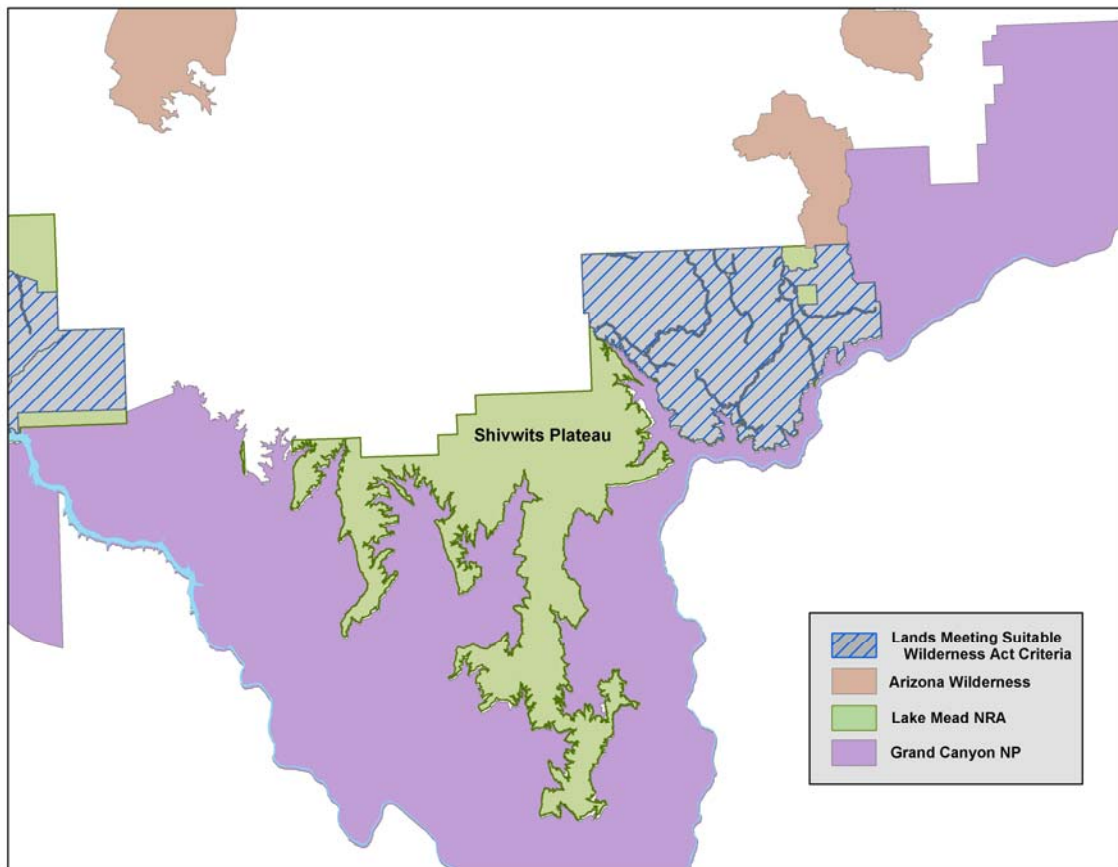 Shivwits Plateau
Lands Meeting Suitable
Wilderness Act Criteria
Arizona Wilderness
Lake Mead NRA
Grand Canyon NP